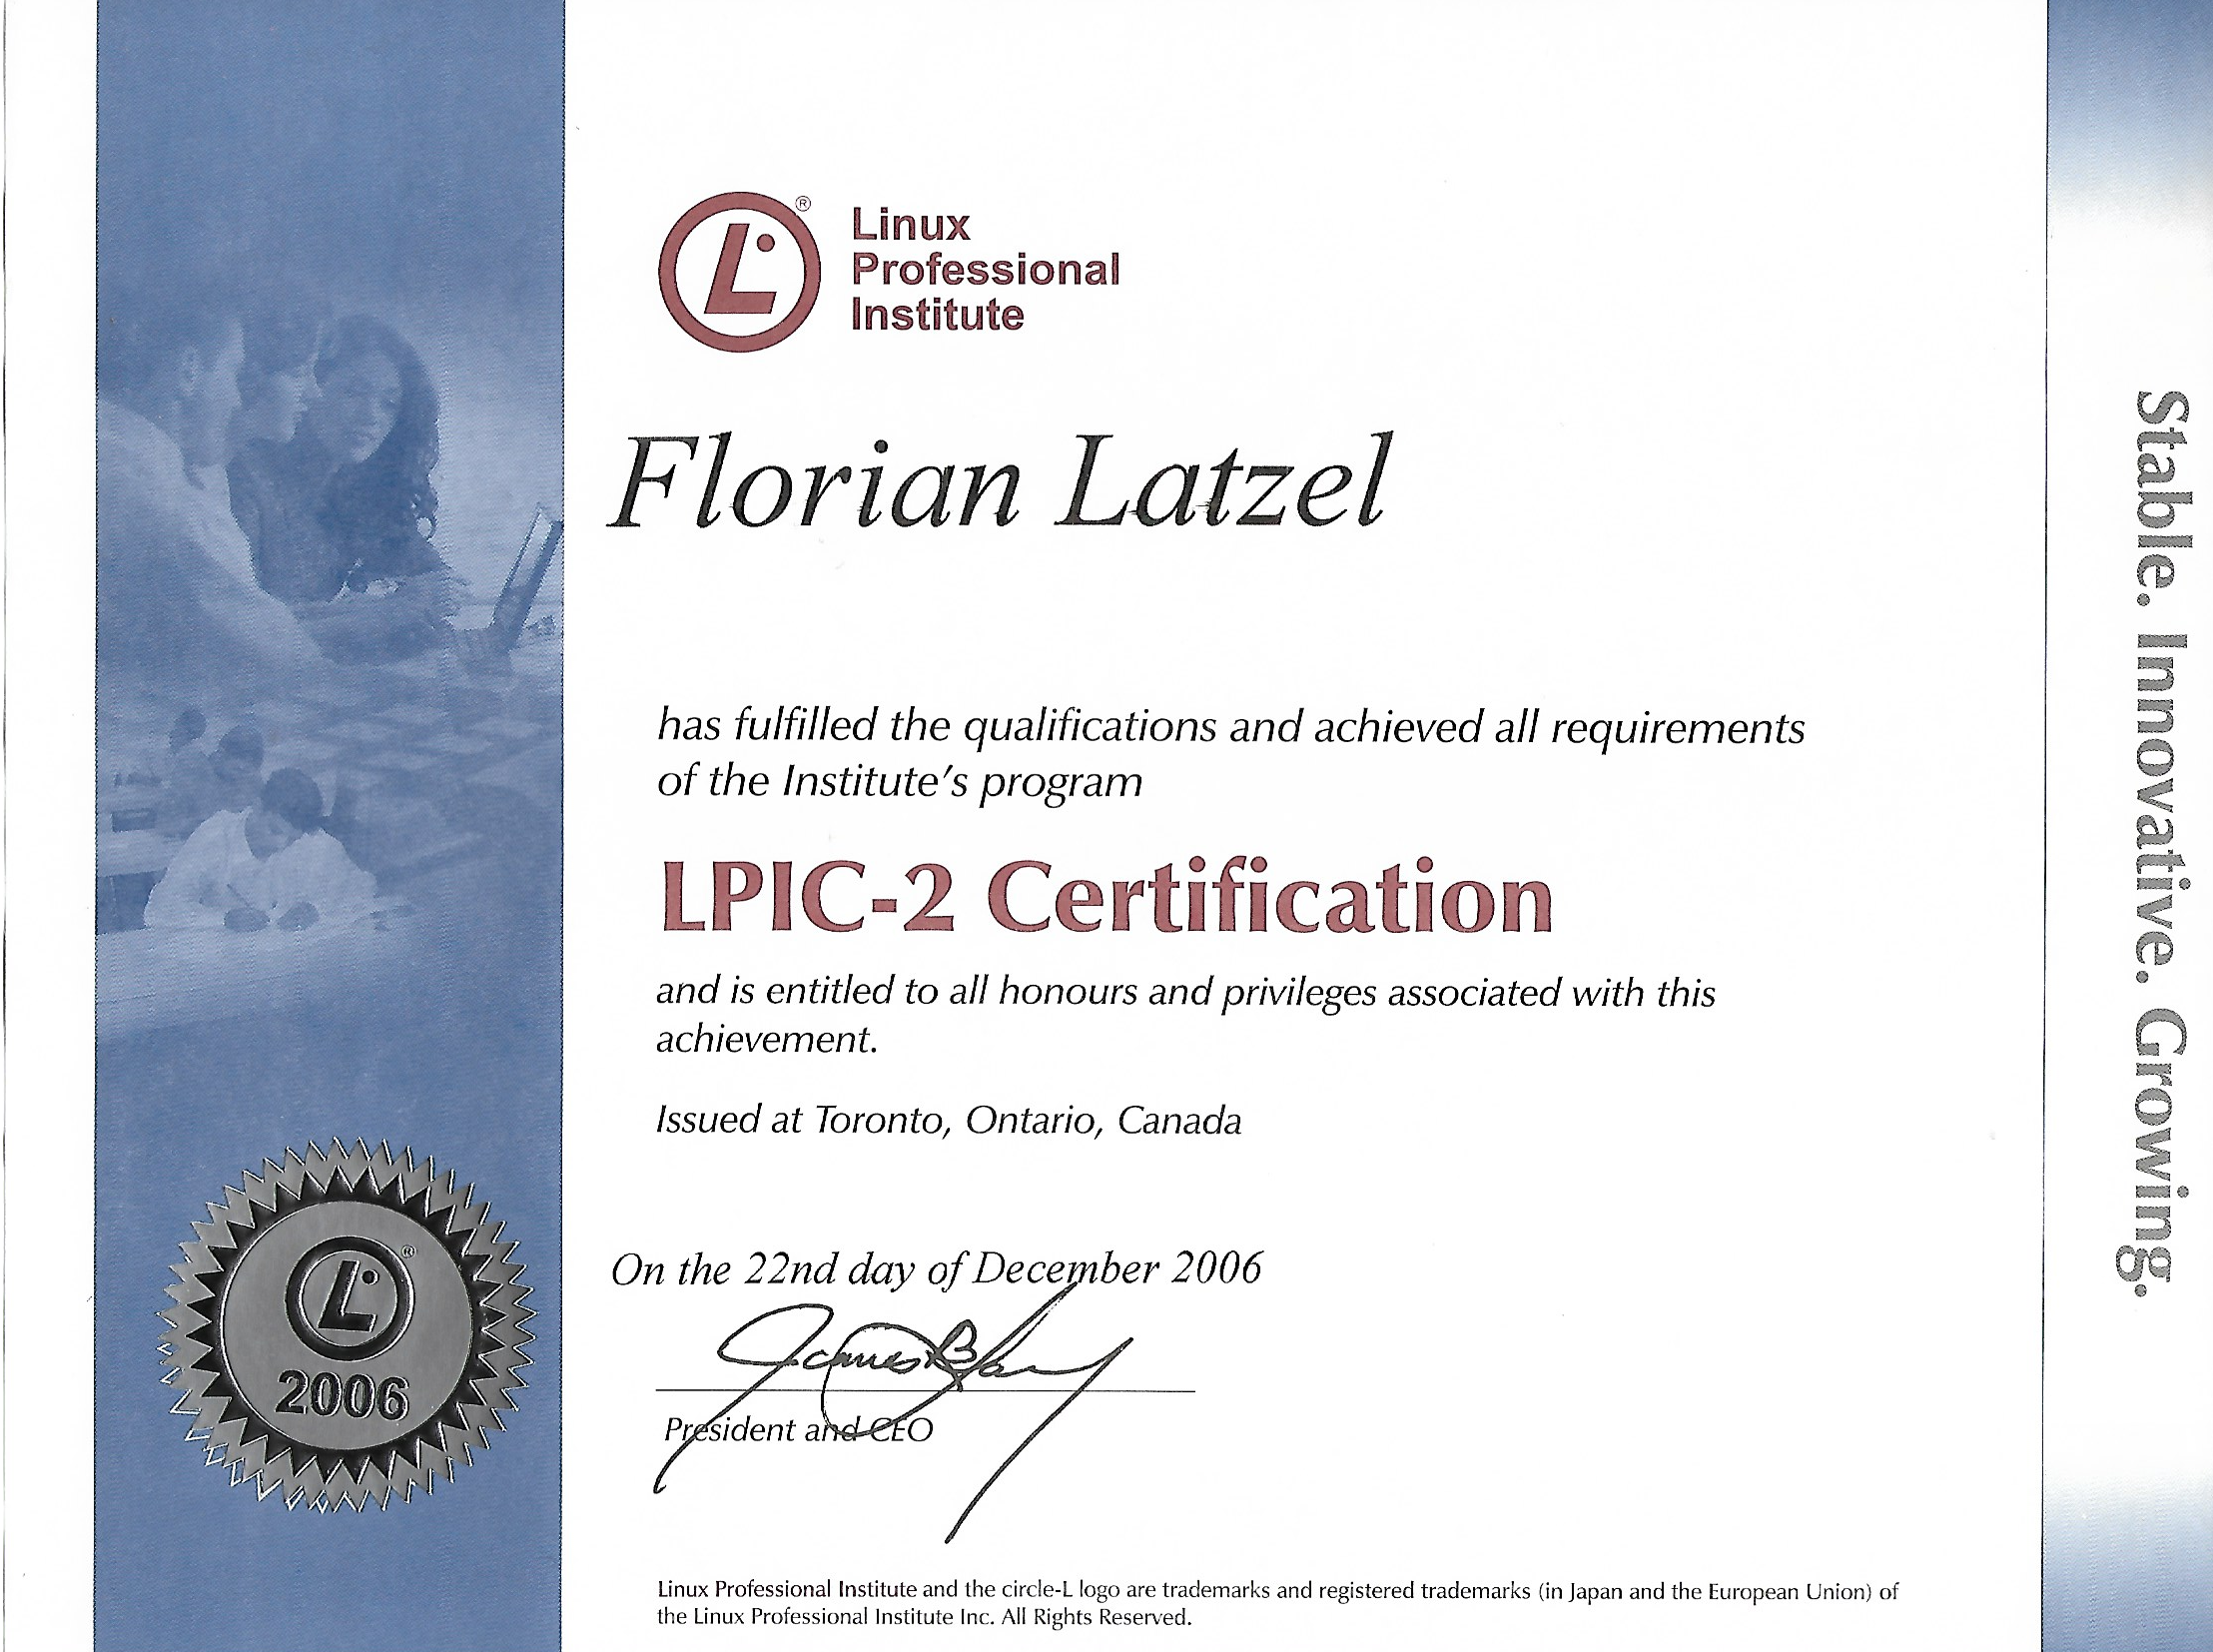 Linux
Professional
Institute
Florian Latzel
has fulfilled the qualifications and achieved all requirements
of the Institute's program
LPIC-2 Certification
and is entitled to all honours and privileges associated with this
achievement.
Issued at Toronto, Ontario, Canada
On the 22nd day of December 2006
President and CEO
Linux Professional Institute and the circle-L logo are trademarks and registered trademarks (in Japan and the European Union) of
the Linux Professional Institute Inc. All Rights Reserved.
L ®
2006
Stable. Innovative. Growing.